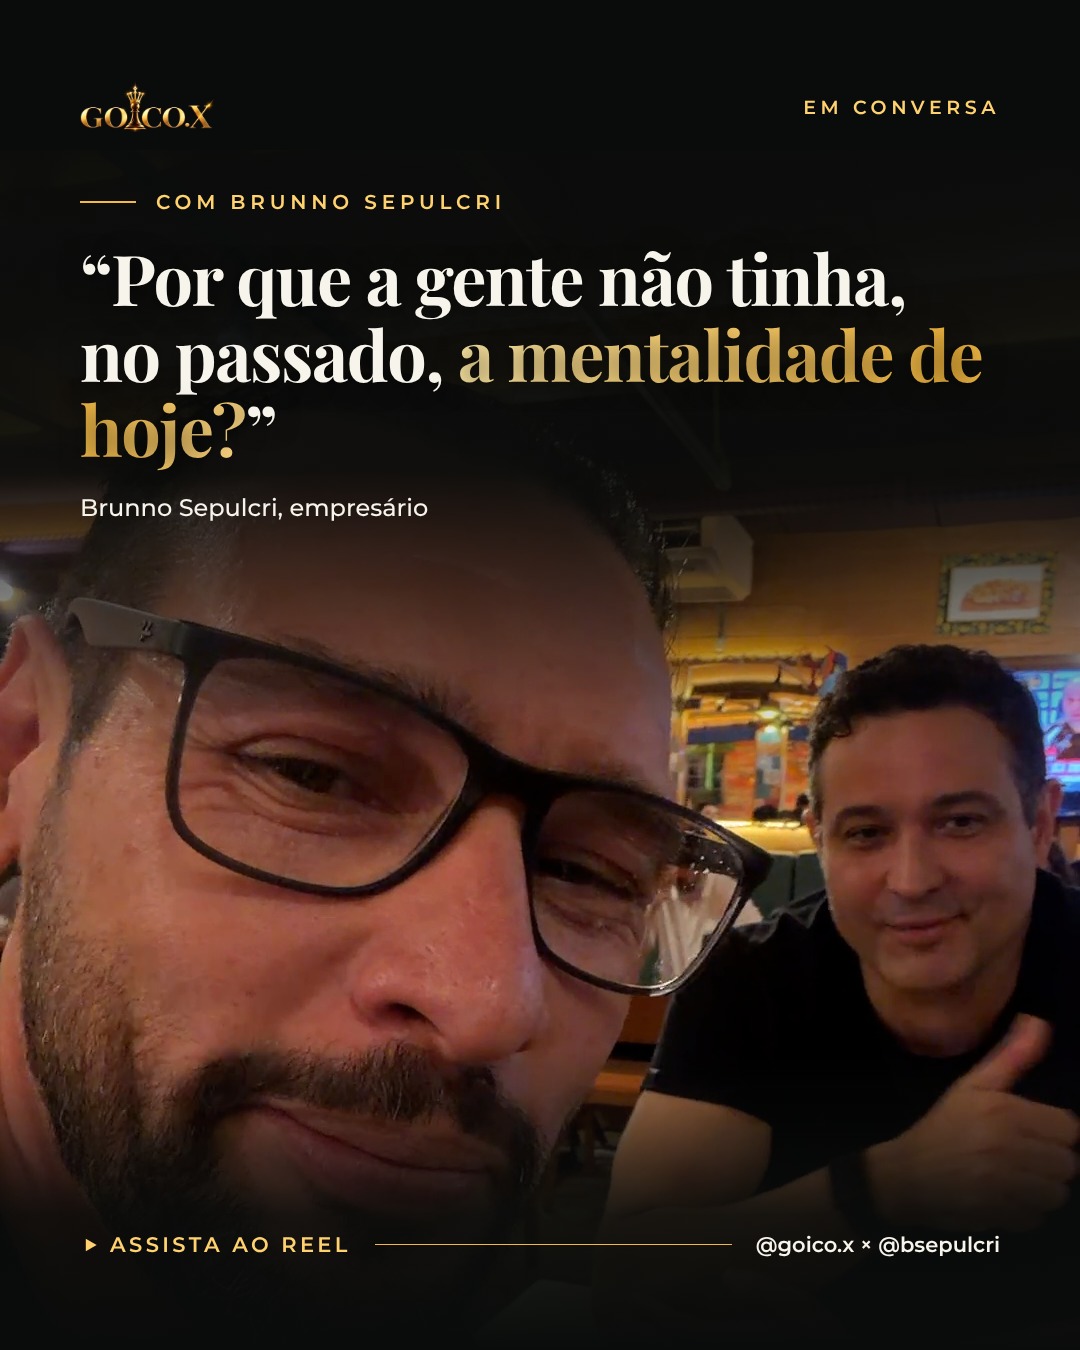 GOICO.X
EM CONVERSA
COM BRUNNO SEPULCRI
“Por que a gente não tinha,
no passado, a mentalidade de
hoje?”
Brunno Sepulcri, empresário
ASSISTA AO REEL
@goico.x × @bsepulcri